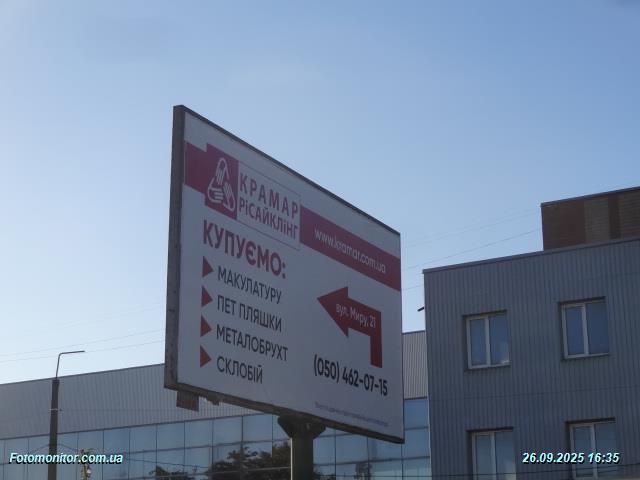 КРАМАР
РіСАЙКЛіНГ
www.kramar.com.ua
КУПУЄМО:
МАКУЛАТУРУ
ПЕТ ПЛЯШКИ
МЕТАЛОБРУХТ
СКЛОБІЙ
вул. Миру, 21
(050) 462-07-15
Fotomonitor.com.ua
26.09.2025 16:35